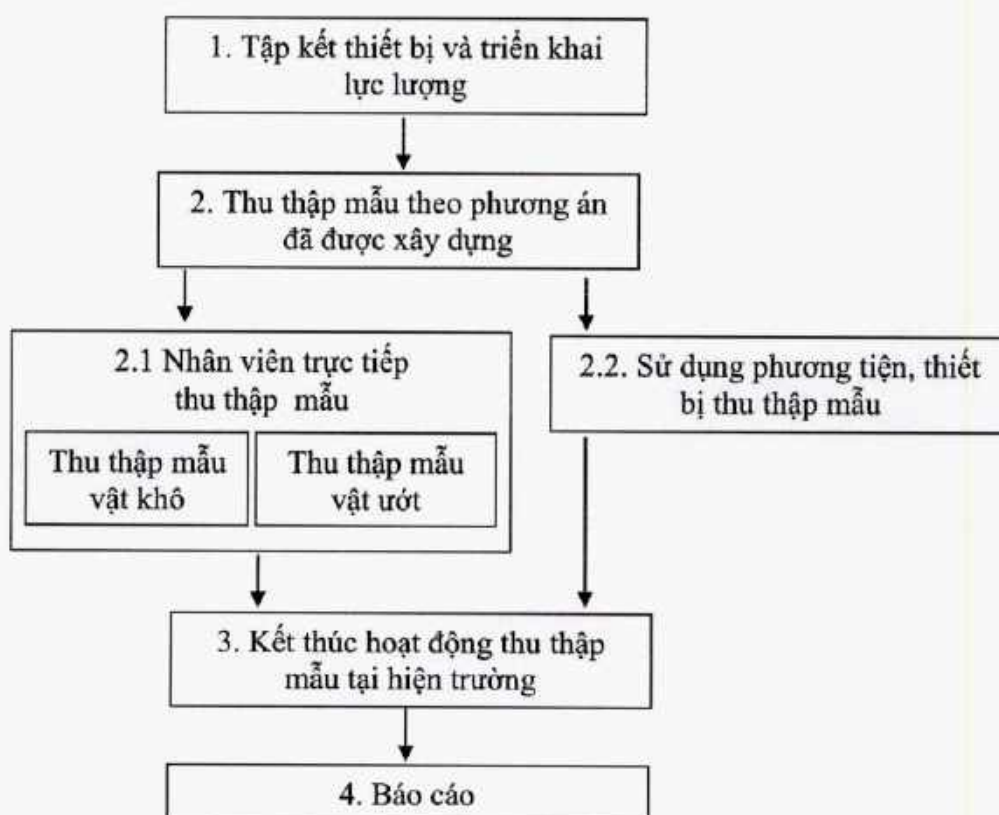 1. Tập kết thiết bị và triển khai
lực lượng
2. Thu thập mẫu theo phương án
đã được xây dựng
2.1 Nhân viên trực tiếp
thu thập mẫu
Thu thập mẫu
vật khô
Thu thập mẫu
vật ướt
2.2. Sử dụng phương tiện, thiết
bị thu thập mẫu
3. Kết thúc hoạt động thu thập
mẫu tại hiện trường
4. Báo cáo